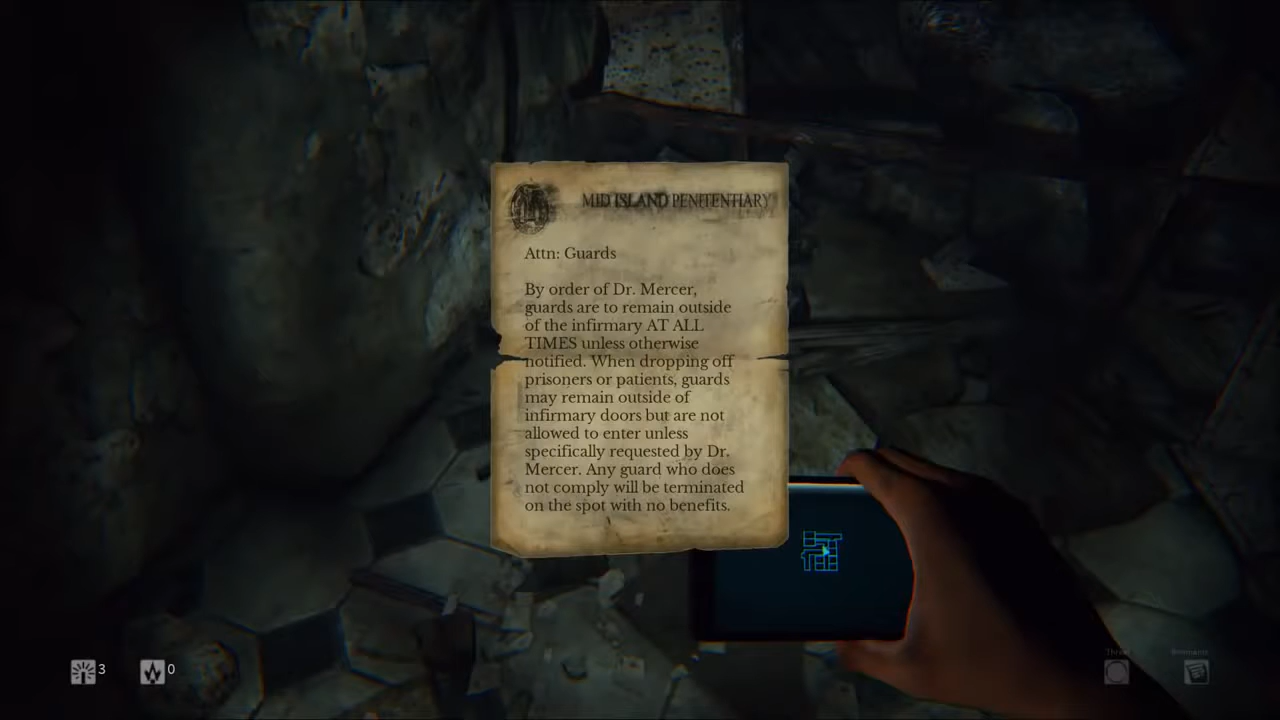 MID ISLAND PENITENTIARY
Attn: Guards
By order of Dr. Mercer,
guards are to remain outside
of the infirmary AT ALL
TIMES unless otherwise
notified. When dropping off
prisoners or patients, guards
may remain outside of
infirmary doors but are not
allowed to enter unless
specifically requested by Dr.
Mercer. Any guard who does
not comply will be terminated
on the spot with no benefits.
3
0
Remnants